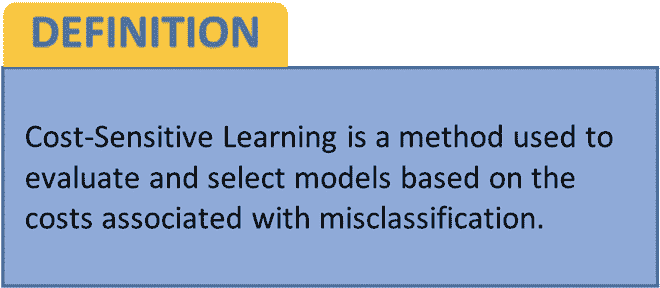 DEFINITION
Cost-Sensitive Learning is a method used to
evaluate and select models based on the
costs associated with misclassification.